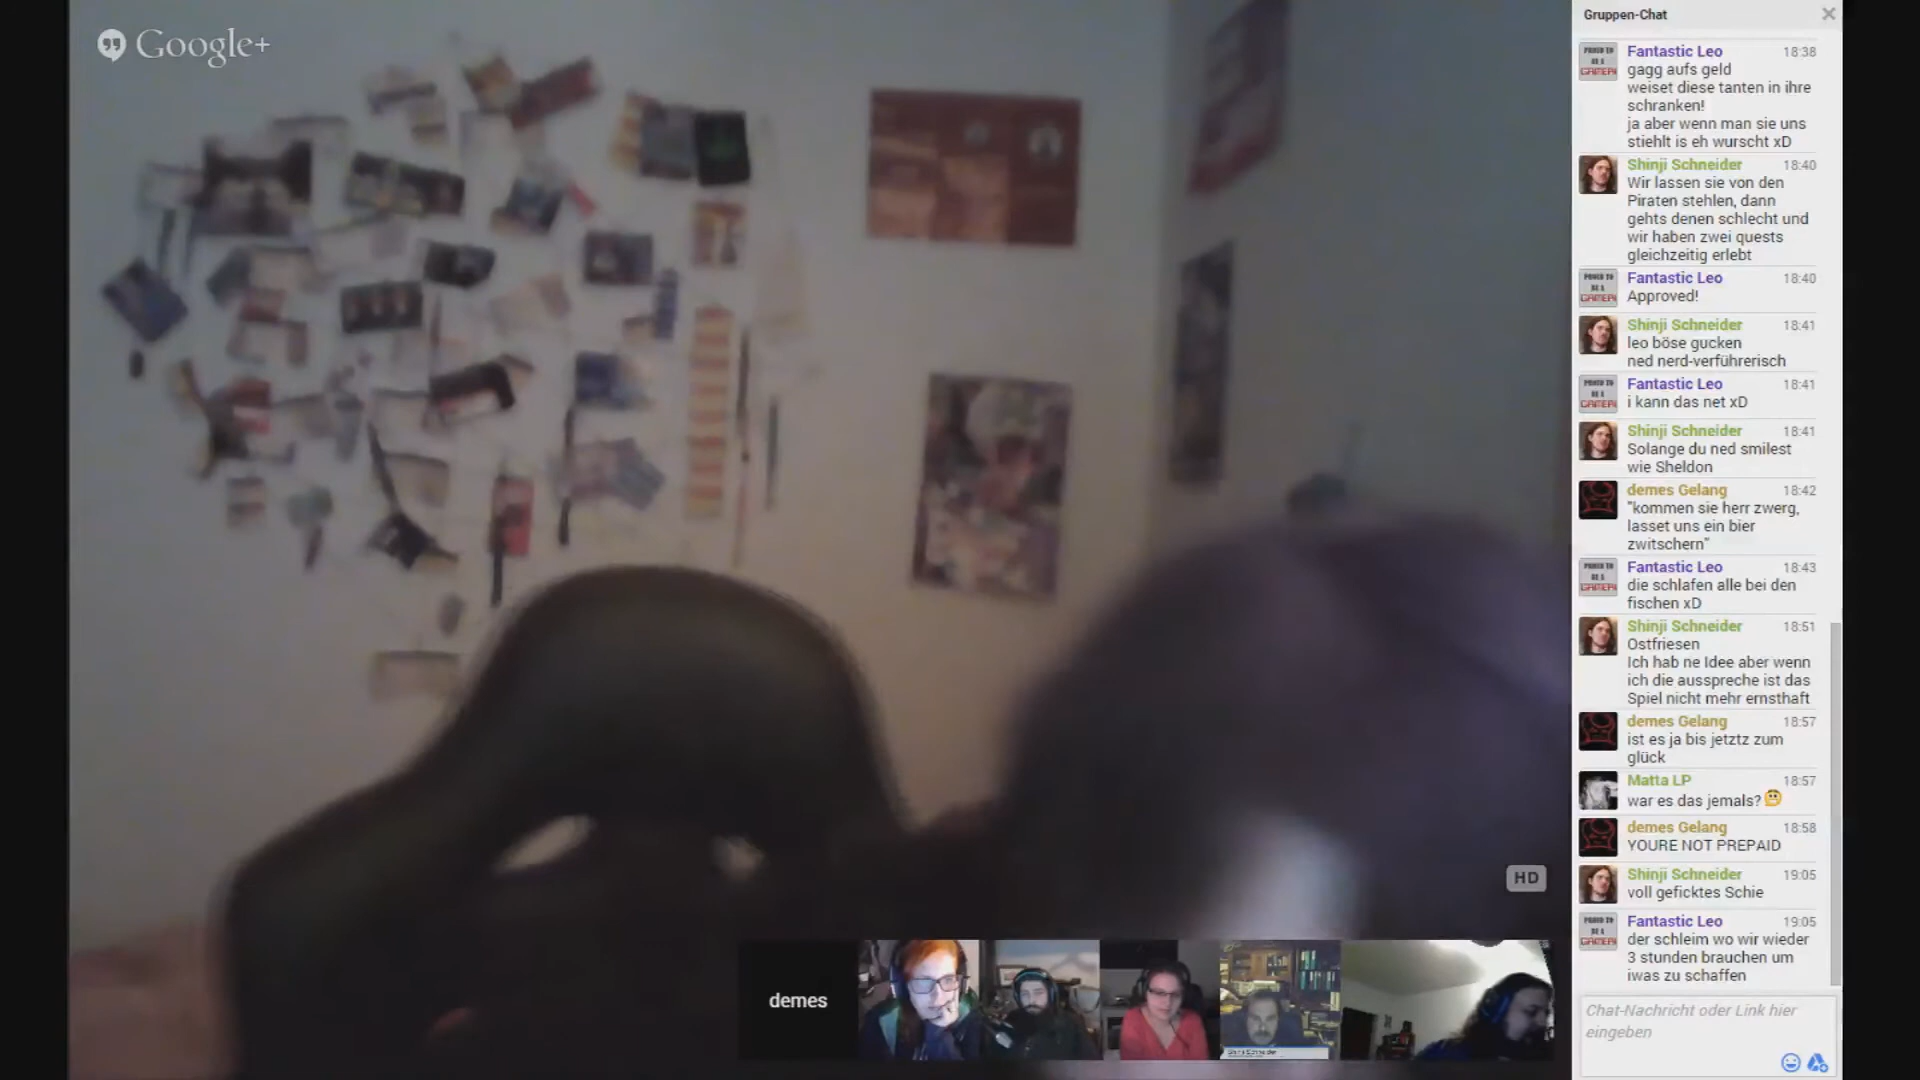 Google+
Gruppen-Chat
Fantastic Leo 18:38
gagg aufs geld
weiset diese tanten in ihre
schranken!
ja aber wenn man sie uns
stiehlt is eh wurscht xD
Shinji Schneider 18:40
Wir lassen sie von den
Piraten stehlen, dann
gehts denen schlecht und
wir haben zwei quests
gleichzeitig erlebt
Fantastic Leo 18:40
Approved!
Shinji Schneider 18:41
leo böse gucken
ned nerd-verführerisch
Fantastic Leo 18:41
i kann das net xD
Shinji Schneider 18:41
Solange du ned smilest
wie Sheldon
demes Gelang 18:42
"kommen sie herr zwerg,
lasset uns ein bier
zwitschern"
Fantastic Leo 18:43
die schlafen alle bei den
fischen xD
Shinji Schneider 18:51
Ostfriesen
Ich hab ne Idee aber wenn
ich die ausspreche ist das
Spiel nicht mehr ernsthaft
demes Gelang 18:57
ist es ja bis jetztz zum
glück
Matta LP 18:57
war es das jemals?
demes Gelang 18:58
YOURE NOT PREPAID
Shinji Schneider 19:05
voll geficktes Schie
Fantastic Leo 19:05
der schleim wo wir wieder
3 stunden brauchen um
iwas zu schaffen
Chat-Nachricht oder Link hier
eingeben
HD
demes
Shinji Schneider